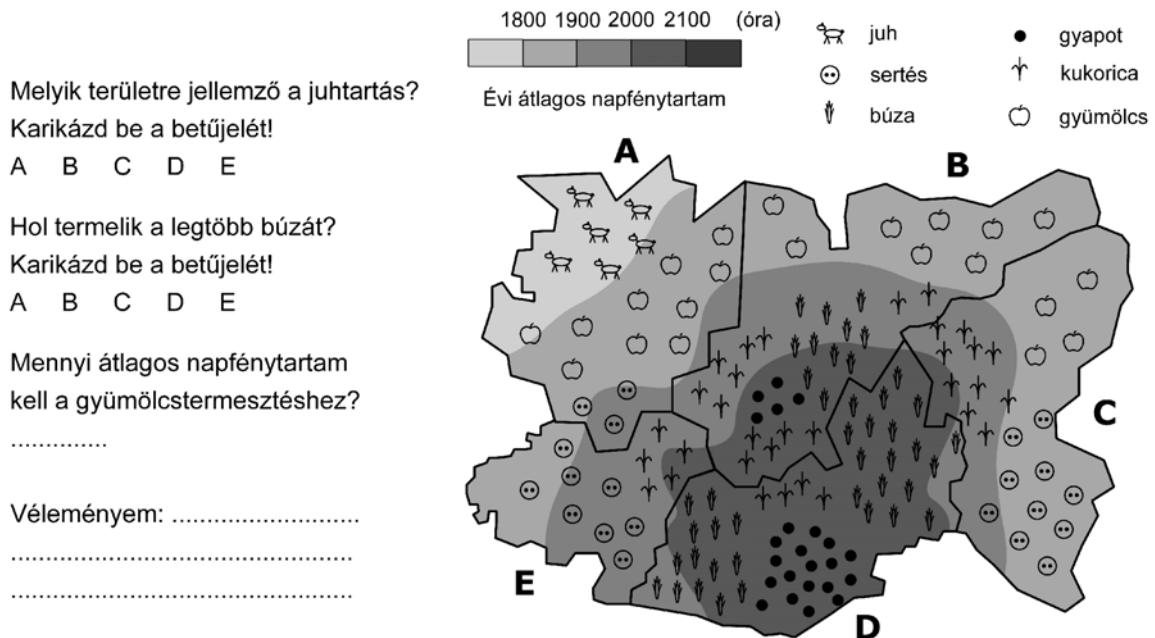 Melyik területre jellemző a juhtartás?
Karikázd be a betűjelét!
A B C D E
Hol termelik a legtöbb búzát?
Karikázd be a betűjelét!
A B C D E
Mennyi átlagos napfénytartam
kell a gyümölcstermesztéshez?
..............
Véleményem: ............................
...................................................
...................................................
1800 1900 2000 2100 (óra)
Évi átlagos napfénytartam
juh
sertés
búza
gyapot
kukorica
gyümölcs
A
B
C
E
D